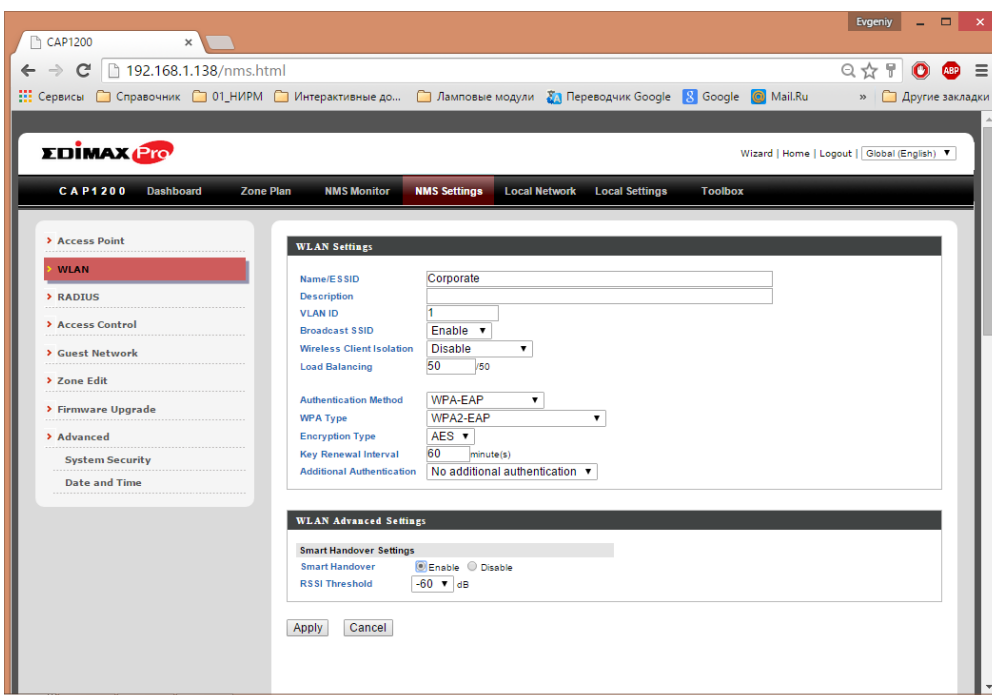 Evgeniy
CAP1200
192.168.1.138/nms.html
ABP
Сервисы Справочник 01_НИРМ Интерактивные до... Ламповые модули Переводчик Google Google Mail.Ru » Другие закладки
EDIMAX Pro
Wizard | Home | Logout | Global (English)
CAP1200 Dashboard Zone Plan NMS Monitor NMS Settings Local Network Local Settings Toolbox
Access Point
WLAN
RADIUS
Access Control
Guest Network
Zone Edit
Firmware Upgrade
Advanced
System Security
Date and Time
WLAN Settings
Name/ESSID Corporate
Description
VLAN ID 1
Broadcast SSID Enable
Wireless Client Isolation Disable
Load Balancing 50 /50
Authentication Method WPA-EAP
WPA Type WPA2-EAP
Encryption Type AES
Key Renewal Interval 60 minute(s)
Additional Authentication No additional authentication
WLAN Advanced Settings
Smart Handover Settings
Smart Handover Enable Disable
RSSI Threshold -60 dB
Apply Cancel